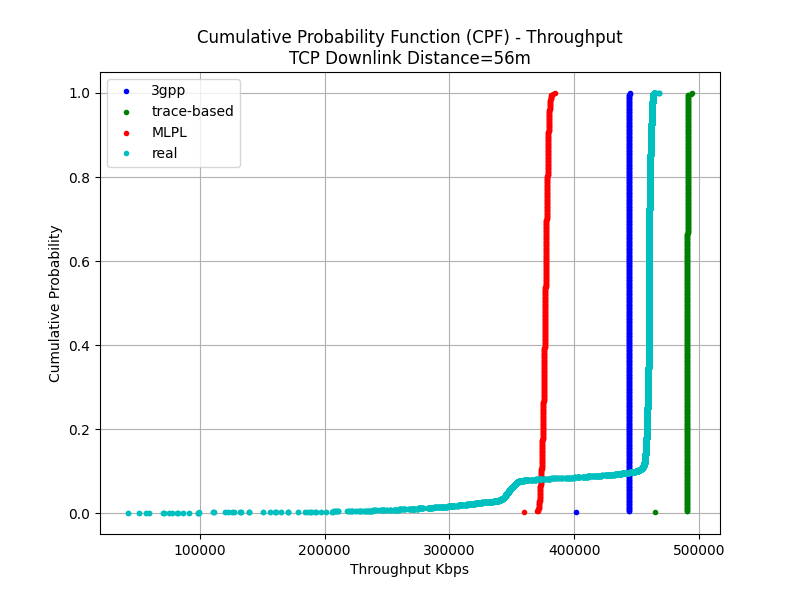 Cumulative Probability Function (CPF) - Throughput
TCP Downlink Distance=56m
3gpp
trace-based
MLPL
real
1.0
0.8
0.6
0.4
0.2
0.0
Cumulative Probability
100000 200000 300000 400000 500000
Throughput Kbps